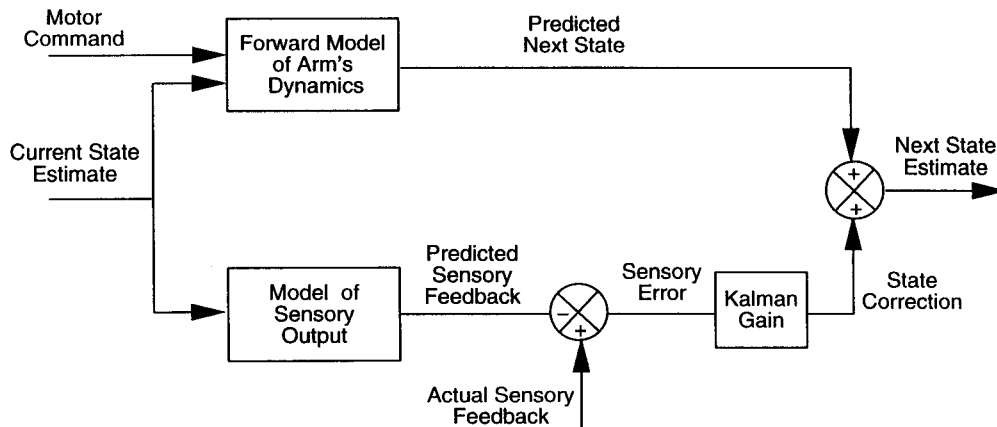 Motor
Command
Forward Model
of Arm's
Dynamics
Predicted
Next State
Current State
Estimate
+
+
Next State
Estimate
Model of
Sensory
Output
Predicted
Sensory
Feedback
-
+
Sensory
Error
Kalman
Gain
State
Correction
Actual Sensory
Feedback